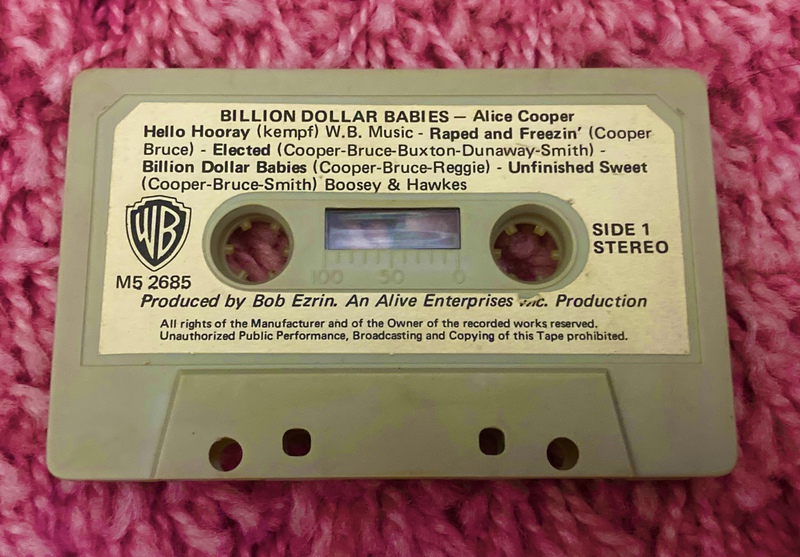 BILLION DOLLAR BABIES — Alice Cooper
Hello Hooray (kempf) W.B. Music - Raped and Freezin' (Cooper
Bruce) - Elected (Cooper-Bruce-Buxton-Dunaway-Smith) -
Billion Dollar Babies (Cooper-Bruce-Reggie) - Unfinished Sweet
(Cooper-Bruce-Smith) Boosey & Hawkes
WB
SIDE 1
STEREO
100 50 0
M5 2685
Produced by Bob Ezrin. An Alive Enterprises Inc. Production
All rights of the Manufacturer and of the Owner of the recorded works reserved.
Unauthorized Public Performance, Broadcasting and Copying of this Tape prohibited.